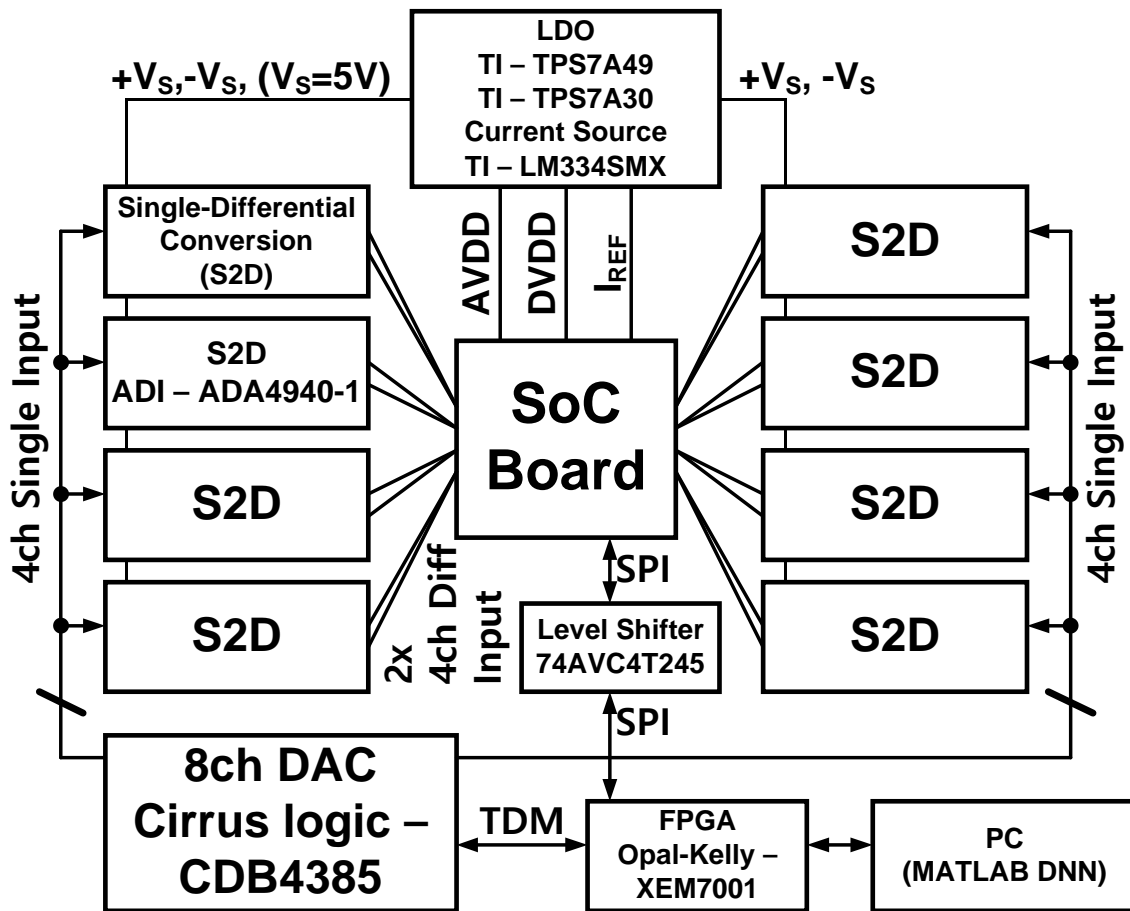 LDO
TI – TPS7A49
TI – TPS7A30
Current Source
TI – LM334SMX
+VS,-VS, (VS=5V)
+VS, -VS
AVDD
DVDD
IREF
Single-Differential
Conversion
(S2D)
S2D
ADI – ADA4940-1
S2D
S2D
4ch Single Input
SoC
Board
S2D
S2D
S2D
S2D
4ch Single Input
2x
4ch Diff
Input
SPI
Level Shifter
74AVC4T245
SPI
8ch DAC
Cirrus logic –
CDB4385
TDM
FPGA
Opal-Kelly –
XEM7001
PC
(MATLAB DNN)